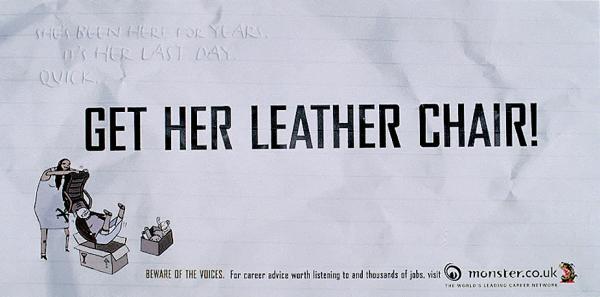 SHE'S BEEN HERE FOR YEARS.
IT'S HER LAST DAY.
QUICK.
GET HER LEATHER CHAIR!
BEWARE OF THE VOICES. For career advice worth listening to and thousands of jobs, visit monster.co.uk
THE WORLD'S LEADING CAREER NETWORK